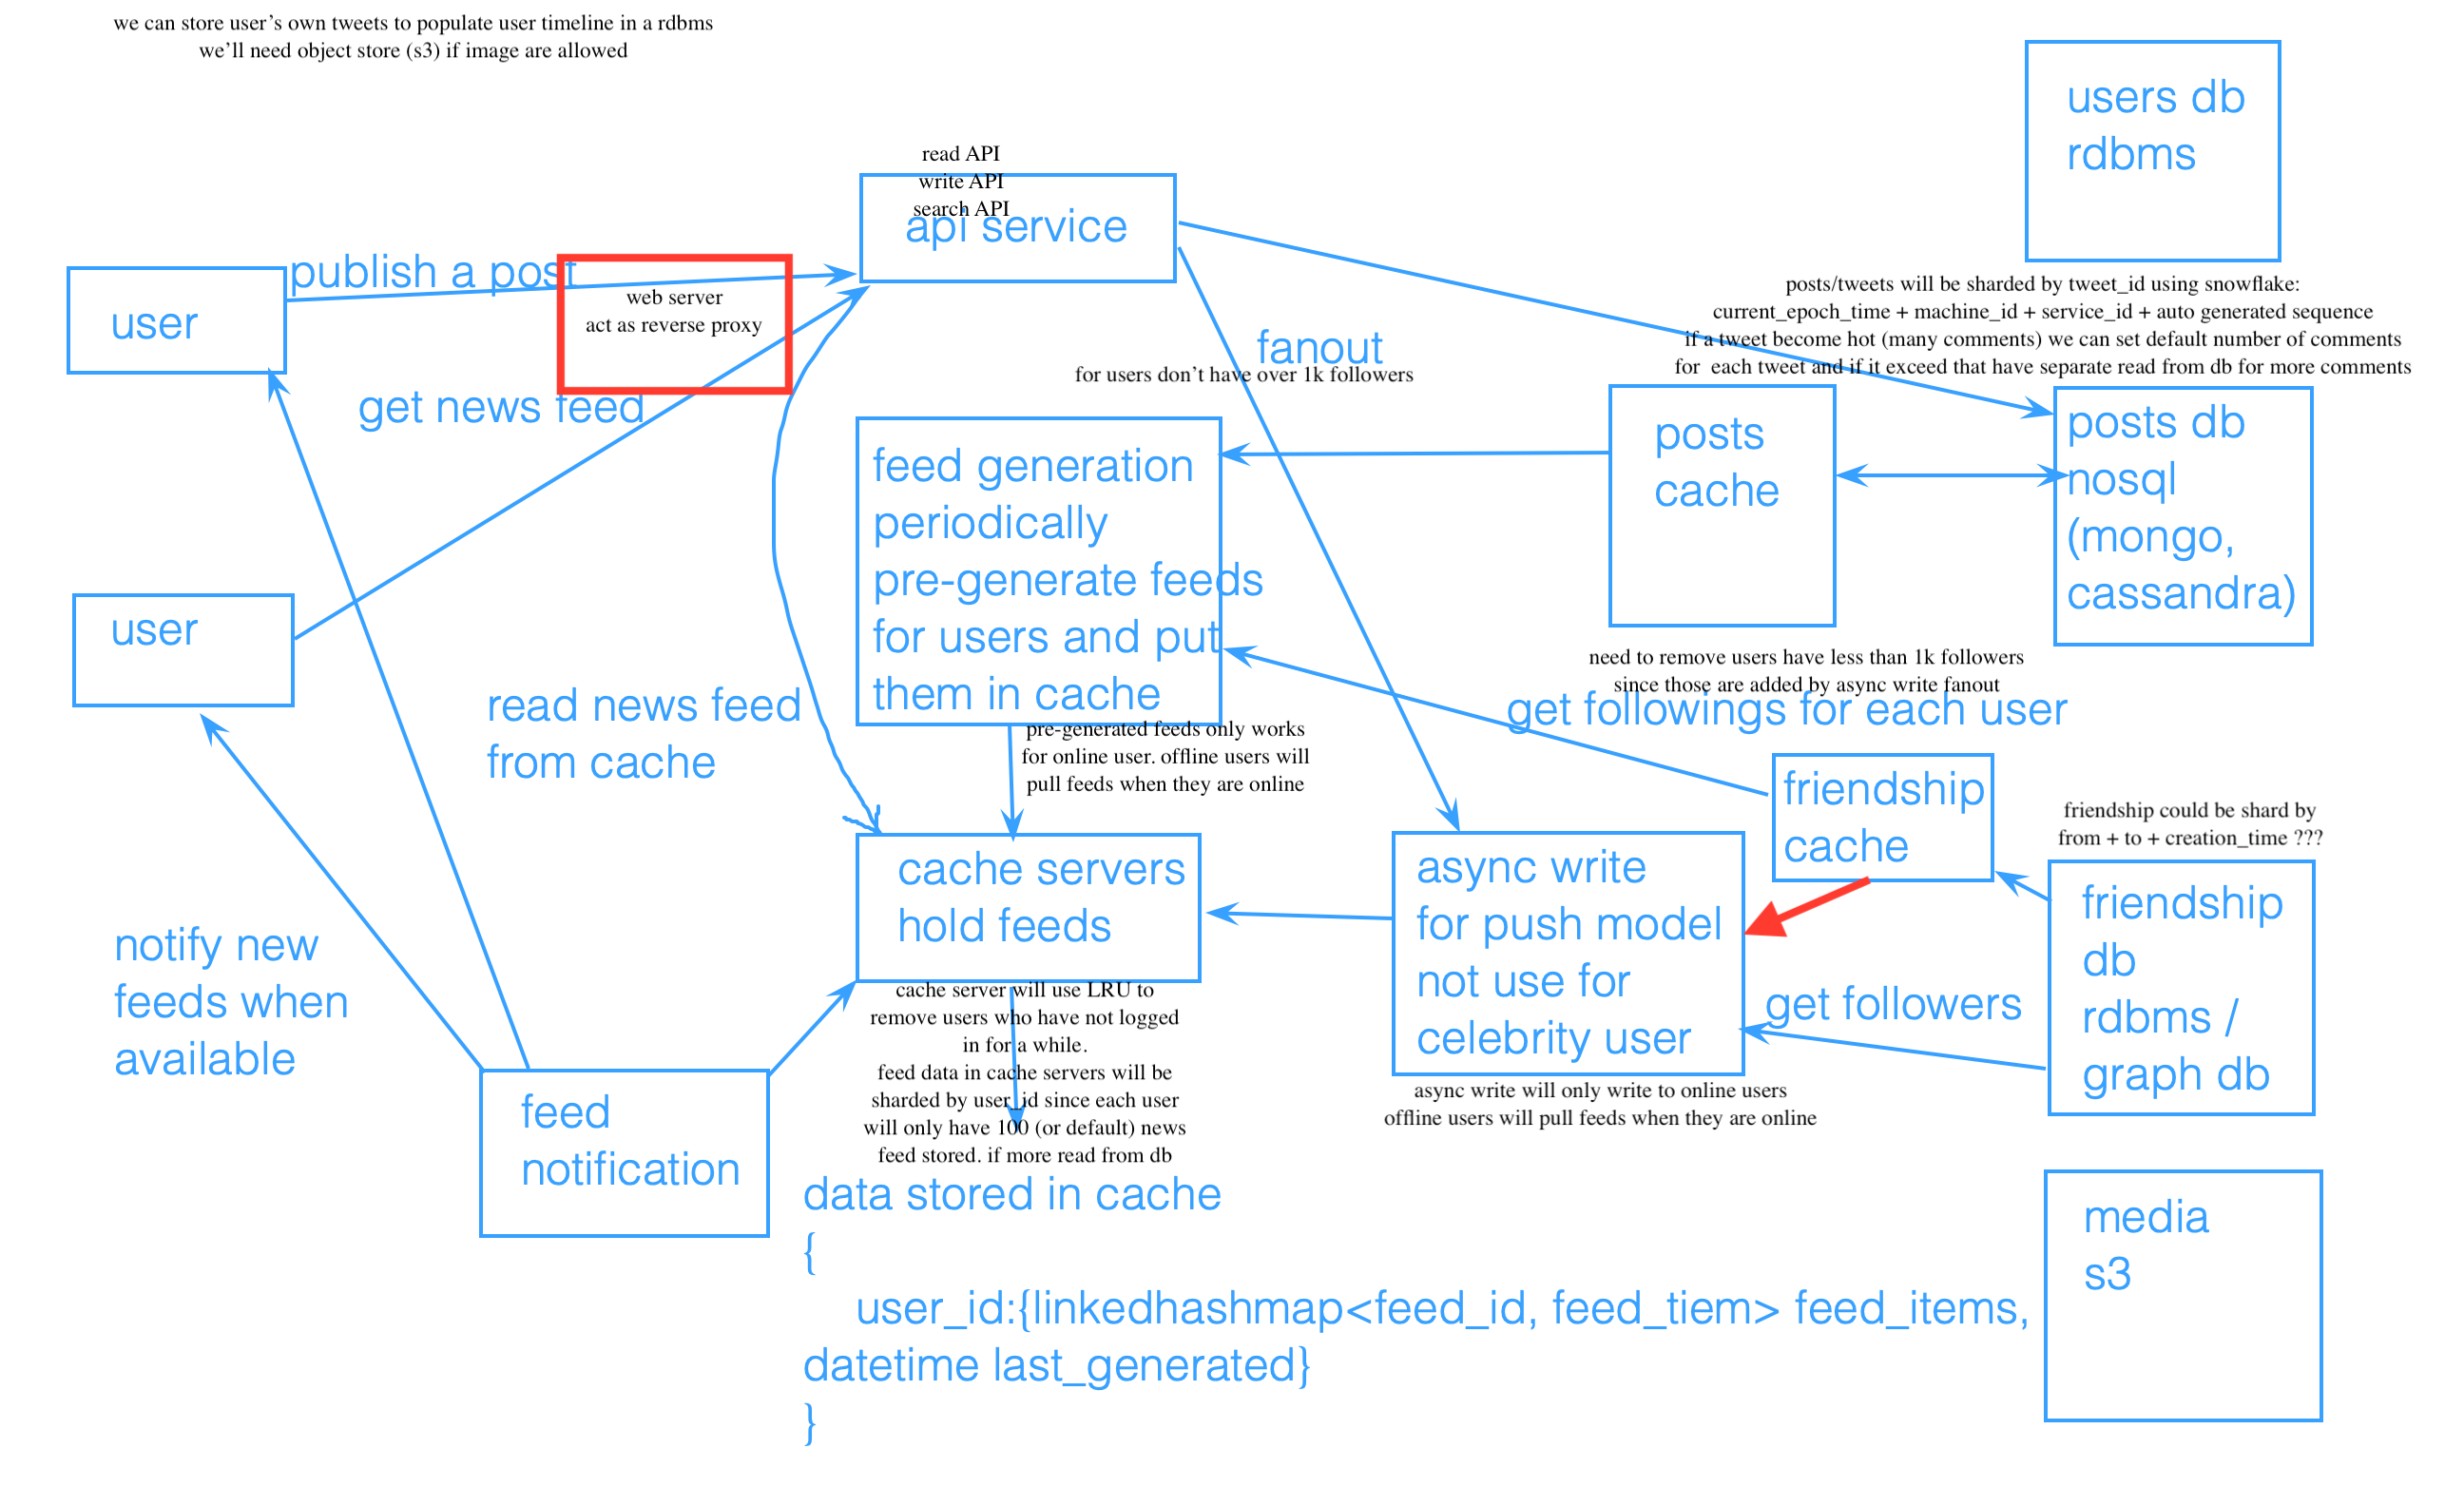 we can store user’s own tweets to populate user timeline in a rdbms
we’ll need object store (s3) if image are allowed
users db
rdbms
read API
write API
search API
api service
publish a post
user
web server
act as reverse proxy
get news feed
fanout
for users don’t have over 1k followers
posts/tweets will be sharded by tweet_id using snowflake:
current_epoch_time + machine_id + service_id + auto generated sequence
if a tweet become hot (many comments) we can set default number of comments
for each tweet and if it exceed that have separate read from db for more comments
feed generation
periodically
pre-generate feeds
for users and put
them in cache
posts
cache
posts db
nosql
(mongo,
cassandra)
user
need to remove users have less than 1k followers
since those are added by async write fanout
get followings for each user
read news feed
from cache
pre-generated feeds only works
for online user. offline users will
pull feeds when they are online
friendship
cache
friendship could be shard by
from + to + creation_time ???
cache servers
hold feeds
async write
for push model
not use for
celebrity user
friendship
db
rdbms /
graph db
get followers
notify new
feeds when
available
cache server will use LRU to
remove users who have not logged
in for a while.
feed data in cache servers will be
sharded by user_id since each user
will only have 100 (or default) news
feed stored. if more read from db
async write will only write to online users
offline users will pull feeds when they are online
feed
notification
data stored in cache
{
user_id:{linkedhashmap<feed_id, feed_tiem> feed_items,
datetime last_generated}
}
media
s3